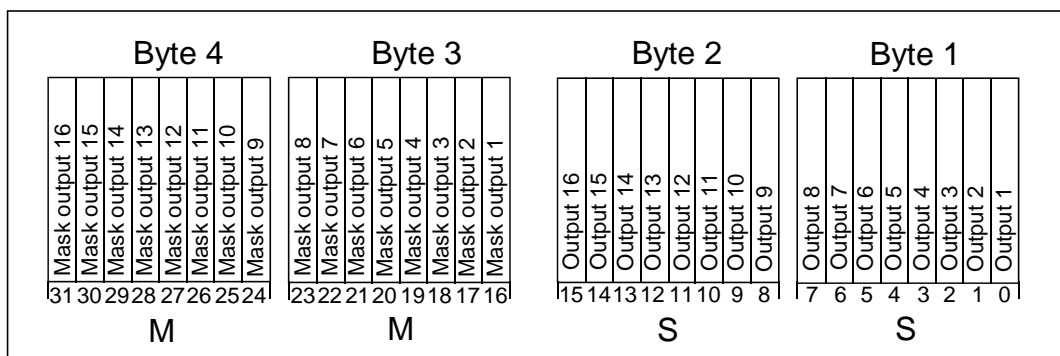 Byte 4 Byte 3 Byte 2 Byte 1
Mask output 16
Mask output 15
Mask output 14
Mask output 13
Mask output 12
Mask output 11
Mask output 10
Mask output 9
Mask output 8
Mask output 7
Mask output 6
Mask output 5
Mask output 4
Mask output 3
Mask output 2
Mask output 1
Output 16
Output 15
Output 14
Output 13
Output 12
Output 11
Output 10
Output 9
Output 8
Output 7
Output 6
Output 5
Output 4
Output 3
Output 2
Output 1
31 30 29 28 27 26 25 24 23 22 21 20 19 18 17 16 15 14 13 12 11 10 9 8 7 6 5 4 3 2 1 0
M M S S